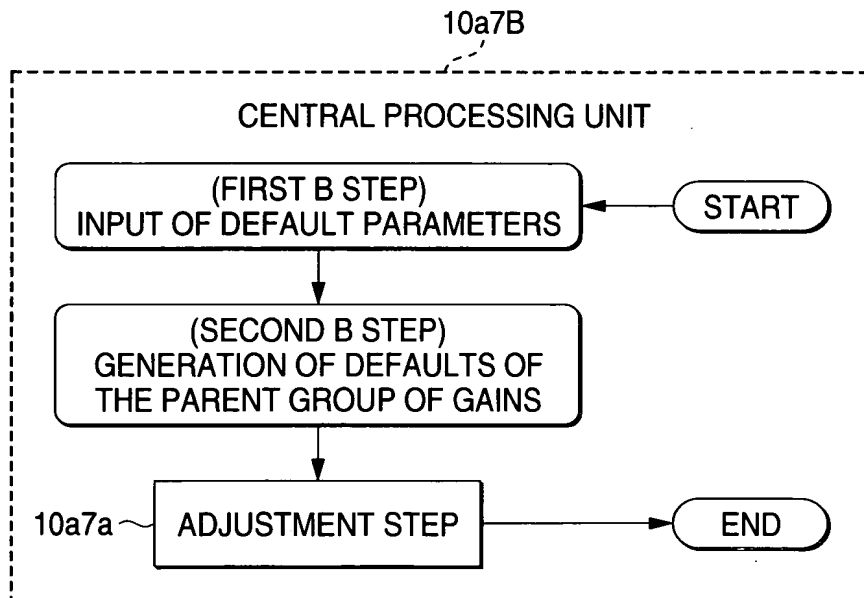 10a7B
CENTRAL PROCESSING UNIT
(FIRST B STEP)
INPUT OF DEFAULT PARAMETERS
START
(SECOND B STEP)
GENERATION OF DEFAULTS OF
THE PARENT GROUP OF GAINS
10a7a
ADJUSTMENT STEP
END